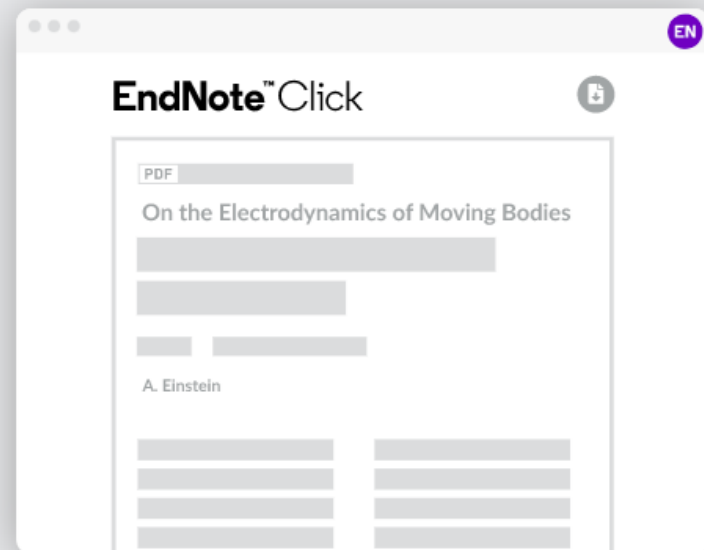 EN
EndNote™ Click
PDF
On the Electrodynamics of Moving Bodies
A. Einstein